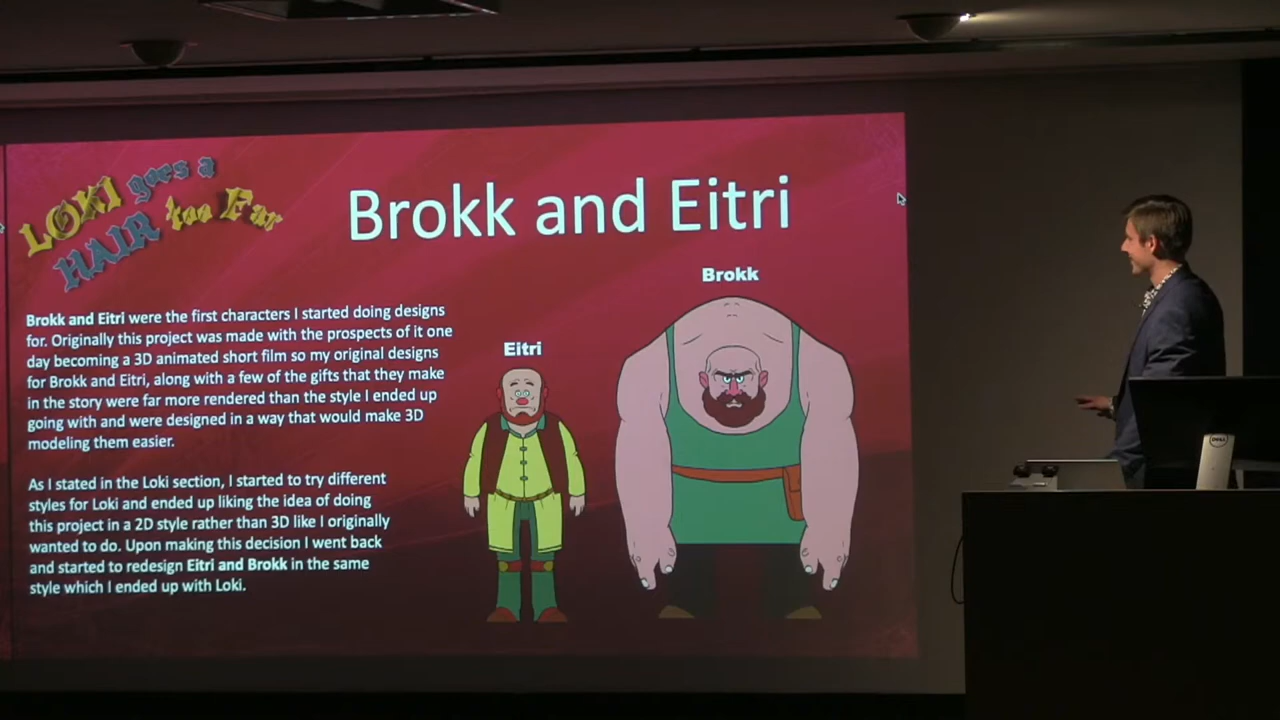 LOKI goes a
HAIR too Far
Brokk and Eitri
Brokk and Eitri were the first characters I started doing designs
for. Originally this project was made with the prospects of it one
day becoming a 3D animated short film so my original designs
for Brokk and Eitri, along with a few of the gifts that they make
in the story were far more rendered than the style I ended up
going with and were designed in a way that would make 3D
modeling them easier.
As I stated in the Loki section, I started to try different
styles for Loki and ended up liking the idea of doing
this project in a 2D style rather than 3D like I originally
wanted to do. Upon making this decision I went back
and started to redesign Eitri and Brokk in the same
style which I ended up with Loki.
Eitri
Brokk
DELL